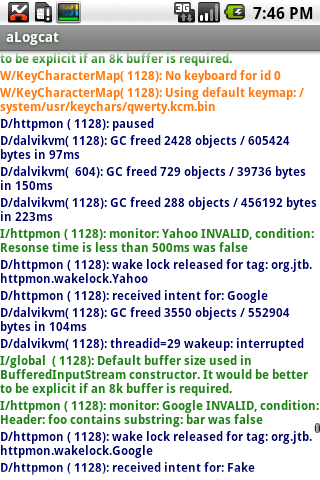 3G
7:46 PM
aLogcat
to be explicit if an 8k buffer is required.
W/KeyCharacterMap( 1128): No keyboard for id 0
W/KeyCharacterMap( 1128): Using default keymap: /
system/usr/keychars/qwerty.kcm.bin
D/httpmon ( 1128): paused
D/dalvikvm( 1128): GC freed 2428 objects / 605424
bytes in 97ms
D/dalvikvm(  604): GC freed 729 objects / 39736 bytes
in 150ms
D/dalvikvm( 1128): GC freed 288 objects / 456192 bytes
in 223ms
I/httpmon ( 1128): monitor: Yahoo INVALID, condition:
Resonse time is less than 500ms was false
D/httpmon ( 1128): wake lock released for tag: org.jtb.
httpmon.wakelock.Yahoo
D/httpmon ( 1128): received intent for: Google
D/dalvikvm( 1128): GC freed 3550 objects / 552904
bytes in 104ms
D/dalvikvm( 1128): threadid=29 wakeup: interrupted
I/global  ( 1128): Default buffer size used in
BufferedInputStream constructor. It would be better
to be explicit if an 8k buffer is required.
I/httpmon ( 1128): monitor: Google INVALID, condition:
Header: foo contains substring: bar was false
D/httpmon ( 1128): wake lock released for tag: org.jtb.
httpmon.wakelock.Google
D/httpmon ( 1128): received intent for: Fake